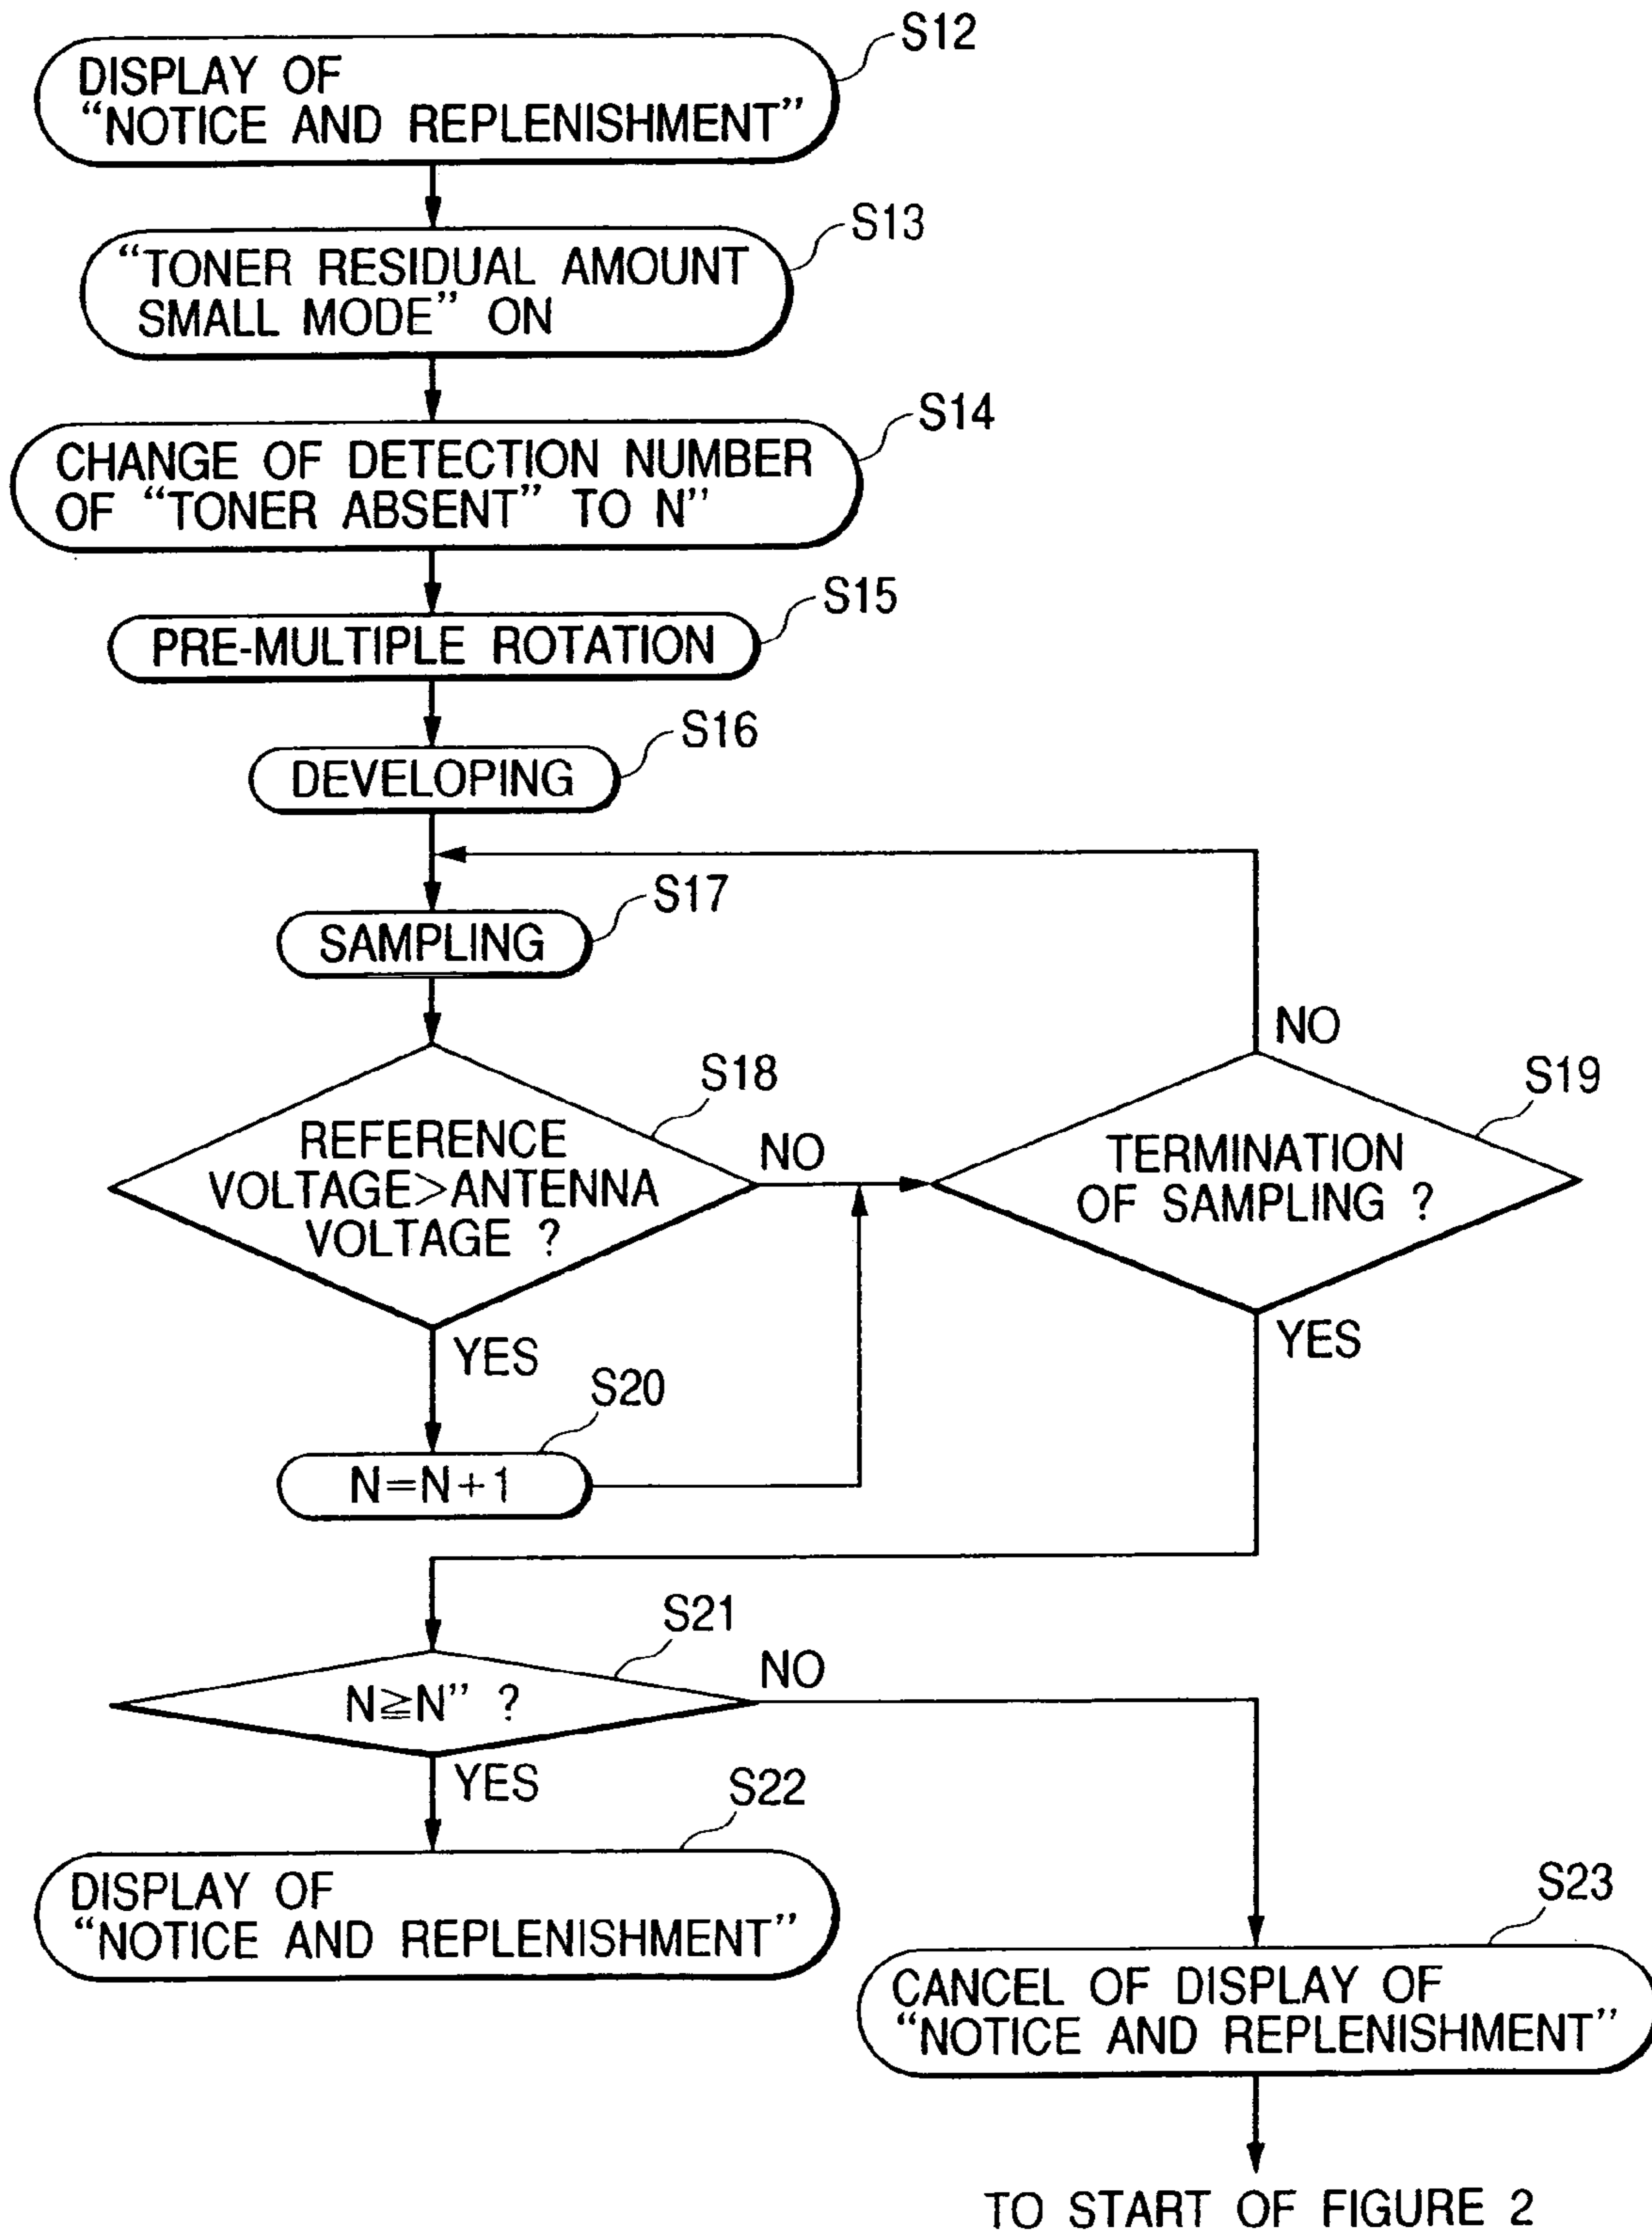 S12
DISPLAY OF
“NOTICE AND REPLENISHMENT”
S13
“TONER RESIDUAL AMOUNT
SMALL MODE” ON
S14
CHANGE OF DETECTION NUMBER
OF “TONER ABSENT” TO N”
S15
PRE-MULTIPLE ROTATION
S16
DEVELOPING
S17
SAMPLING
S18
REFERENCE
VOLTAGE>ANTENNA
VOLTAGE ?
NO
YES
S19
TERMINATION
OF SAMPLING ?
NO
YES
S20
N=N+1
S21
N≧N” ?
NO
YES
S22
DISPLAY OF
“NOTICE AND REPLENISHMENT”
S23
CANCEL OF DISPLAY OF
“NOTICE AND REPLENISHMENT”
TO START OF FIGURE 2